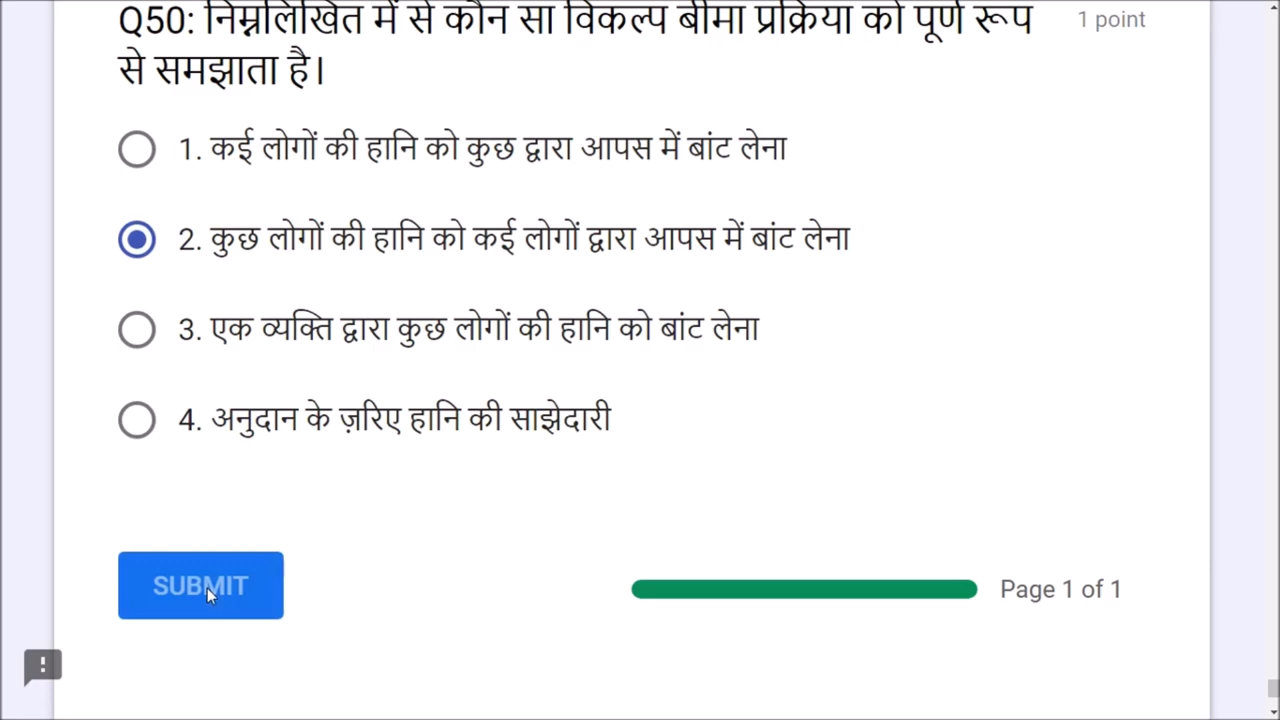 Q50: निम्नलिखित में से कौन सा विकल्प बीमा प्रक्रिया को पूर्ण रूप
1 point
से समझाता है।
1. कई लोगों की हानि को कुछ द्वारा आपस में बांट लेना
2. कुछ लोगों की हानि को कई लोगों द्वारा आपस में बांट लेना
3. एक व्यक्ति द्वारा कुछ लोगों की हानि को बांट लेना
4. अनुदान के ज़रिए हानि की साझेदारी
SUBMIT
Page 1 of 1